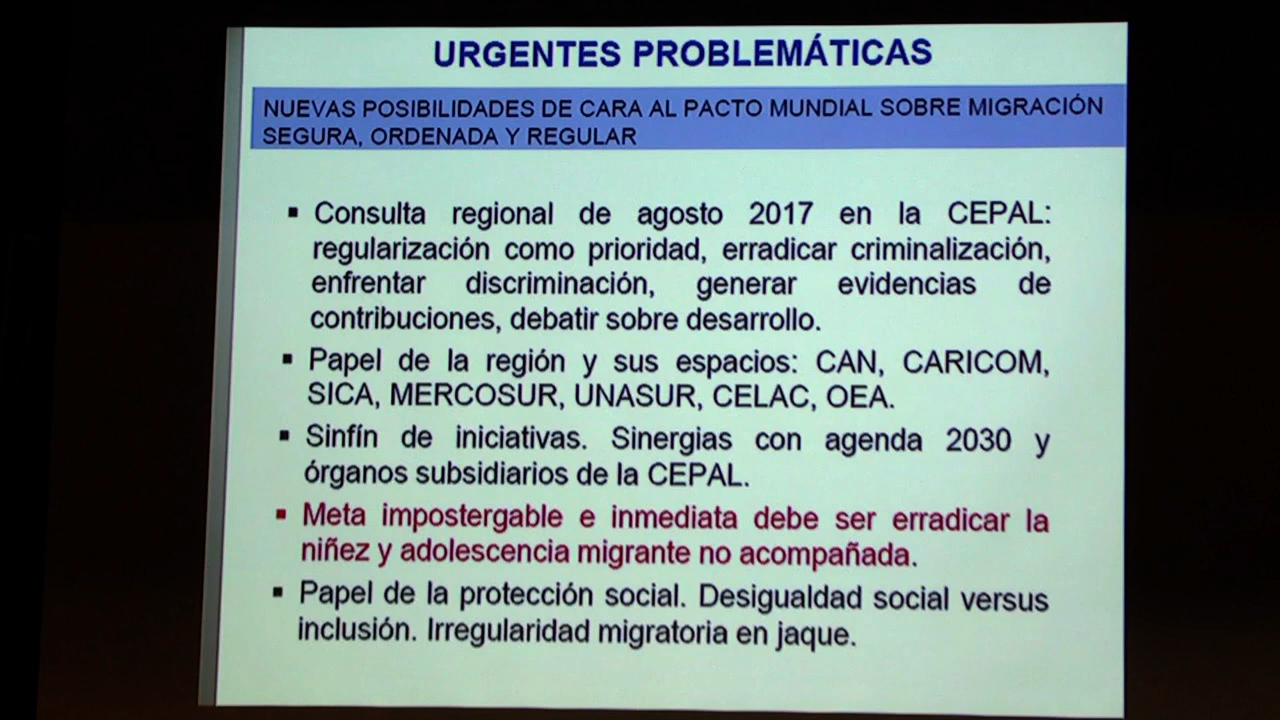 URGENTES PROBLEMÁTICAS
NUEVAS POSIBILIDADES DE CARA AL PACTO MUNDIAL SOBRE MIGRACIÓN
SEGURA, ORDENADA Y REGULAR
▪ Consulta regional de agosto 2017 en la CEPAL:
regularización como prioridad, erradicar criminalización,
enfrentar discriminación, generar evidencias de
contribuciones, debatir sobre desarrollo.
▪ Papel de la región y sus espacios: CAN, CARICOM,
SICA, MERCOSUR, UNASUR, CELAC, OEA.
▪ Sinfín de iniciativas. Sinergias con agenda 2030 y
órganos subsidiarios de la CEPAL.
▪ Meta impostergable e inmediata debe ser erradicar la
niñez y adolescencia migrante no acompañada.
▪ Papel de la protección social. Desigualdad social versus
inclusión. Irregularidad migratoria en jaque.